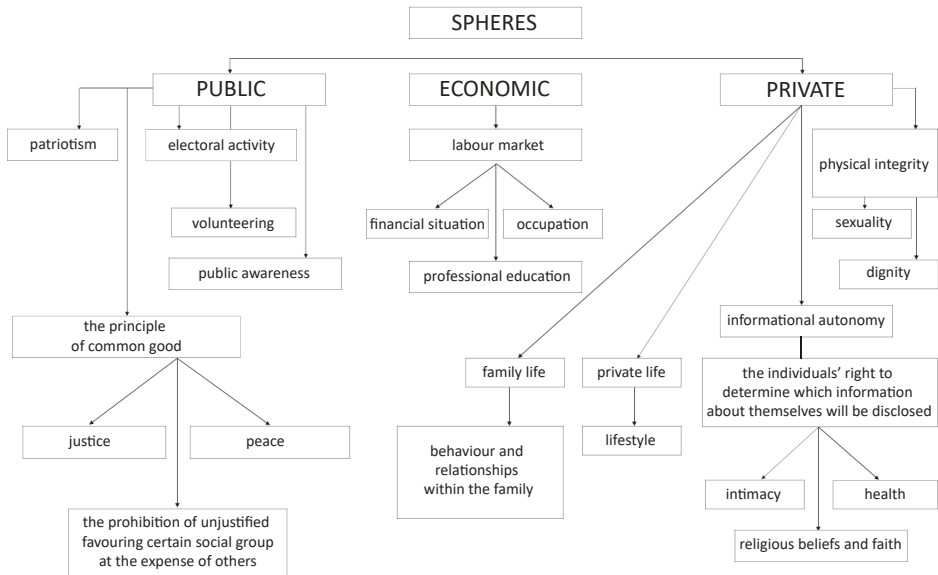 SPHERES
PUBLIC
ECONOMIC
PRIVATE
patriotism
electoral activity
labour market
physical integrity
volunteering
financial situation
occupation
sexuality
public awareness
professional education
dignity
the principle
of common good
informational autonomy
family life
private life
the individuals’ right to
determine which information
about themselves will be disclosed
justice
peace
behaviour and
relationships
within the family
lifestyle
intimacy
health
the prohibition of unjustified
favouring certain social group
at the expense of others
religious beliefs and faith